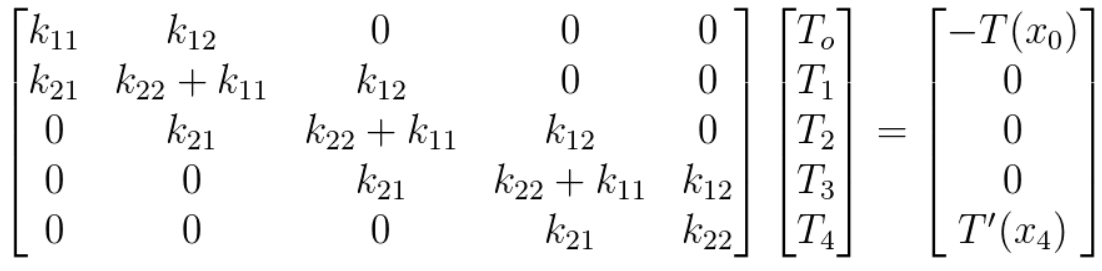 k₁₁ k₁₂ 0 0 0 Tₒ −T(x₀)
k₂₁ k₂₂ + k₁₁ k₁₂ 0 0 T₁ 0
0 k₂₁ k₂₂ + k₁₁ k₁₂ 0 T₂ = 0
0 0 k₂₁ k₂₂ + k₁₁ k₁₂ T₃ 0
0 0 0 k₂₁ k₂₂ T₄ T′(x₄)